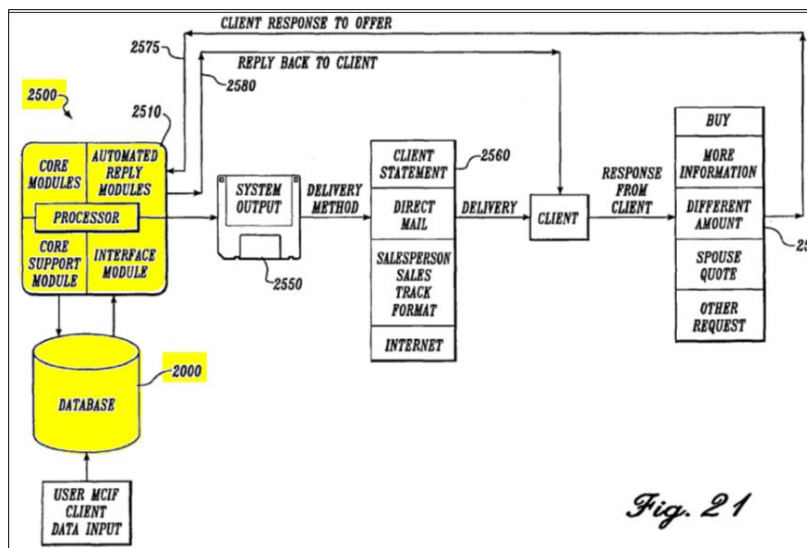 CLIENT RESPONSE TO OFFER
2575
REPLY BACK TO CLIENT
2580
2500
2510
CORE
MODULES
AUTOMATED
REPLY
MODULES
PROCESSOR
CORE
SUPPORT
MODULE
INTERFACE
MODULE
SYSTEM
OUTPUT
2550
DELIVERY
METHOD
CLIENT
STATEMENT
2560
DIRECT
MAIL
SALESPERSON
SALES
TRACK
FORMAT
INTERNET
DELIVERY
CLIENT
RESPONSE
FROM
CLIENT
BUY
MORE
INFORMATION
DIFFERENT
AMOUNT
SPOUSE
QUOTE
OTHER
REQUEST
2000
DATABASE
USER MCIF
CLIENT
DATA INPUT
Fig. 21